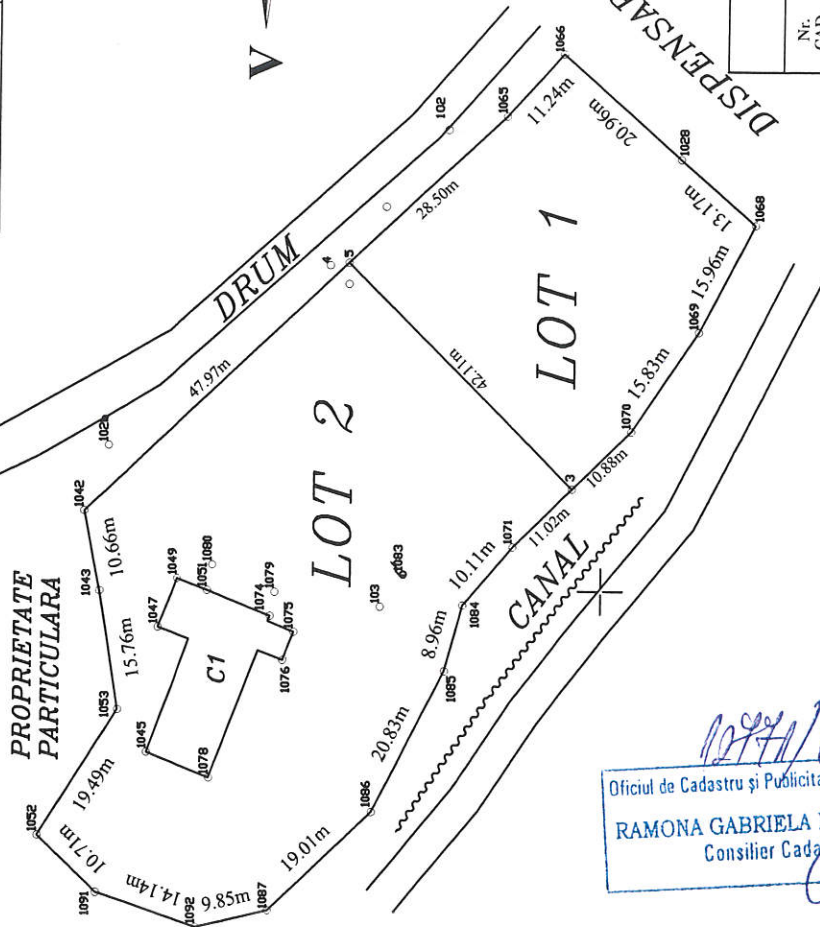 V
1066
DISPENSAR
Nr.
CAD
102
1065
11.24m
20.96m
1028
13.17m
1068
28.50m
4
5
DRUM
LOT 1
15.96m
1069
47.97m
42.11m
15.83m
1070
1042
LOT 2
3
10.88m
1071
11.02m
PROPRIETATE
PARTICULARA
1043
10.66m
1049
1051
1080
1047
1074
1079
1075
103
1083
10.11m
1084
CANAL
15.76m
C1
1076
8.96m
1085
1053
1045
1078
20.83m
19.49m
1086
1052
10.71m
19.01m
1091
14.14m
1092
9.85m
1087
Oficiul de Cadastru și Publicita
RAMONA GABRIELA
Consilier Cada